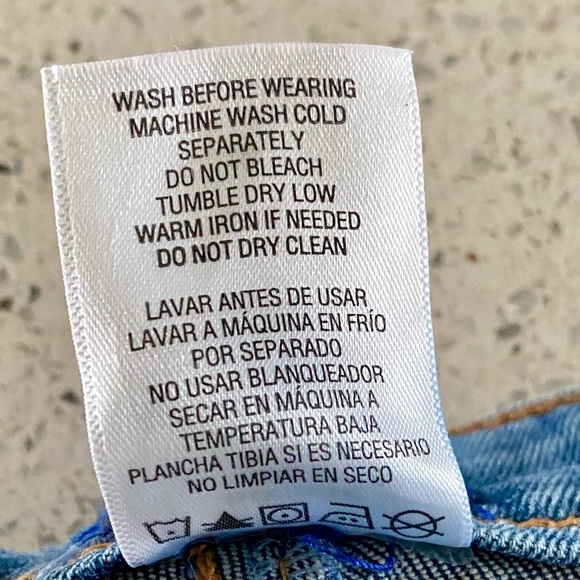 WASH BEFORE WEARING
MACHINE WASH COLD
SEPARATELY
DO NOT BLEACH
TUMBLE DRY LOW
WARM IRON IF NEEDED
DO NOT DRY CLEAN
LAVAR ANTES DE USAR
LAVAR A MÁQUINA EN FRÍO
POR SEPARADO
NO USAR BLANQUEADOR
SECAR EN MÁQUINA A
TEMPERATURA BAJA
PLANCHA TIBIA SI ES NECESARIO
NO LIMPIAR EN SECO